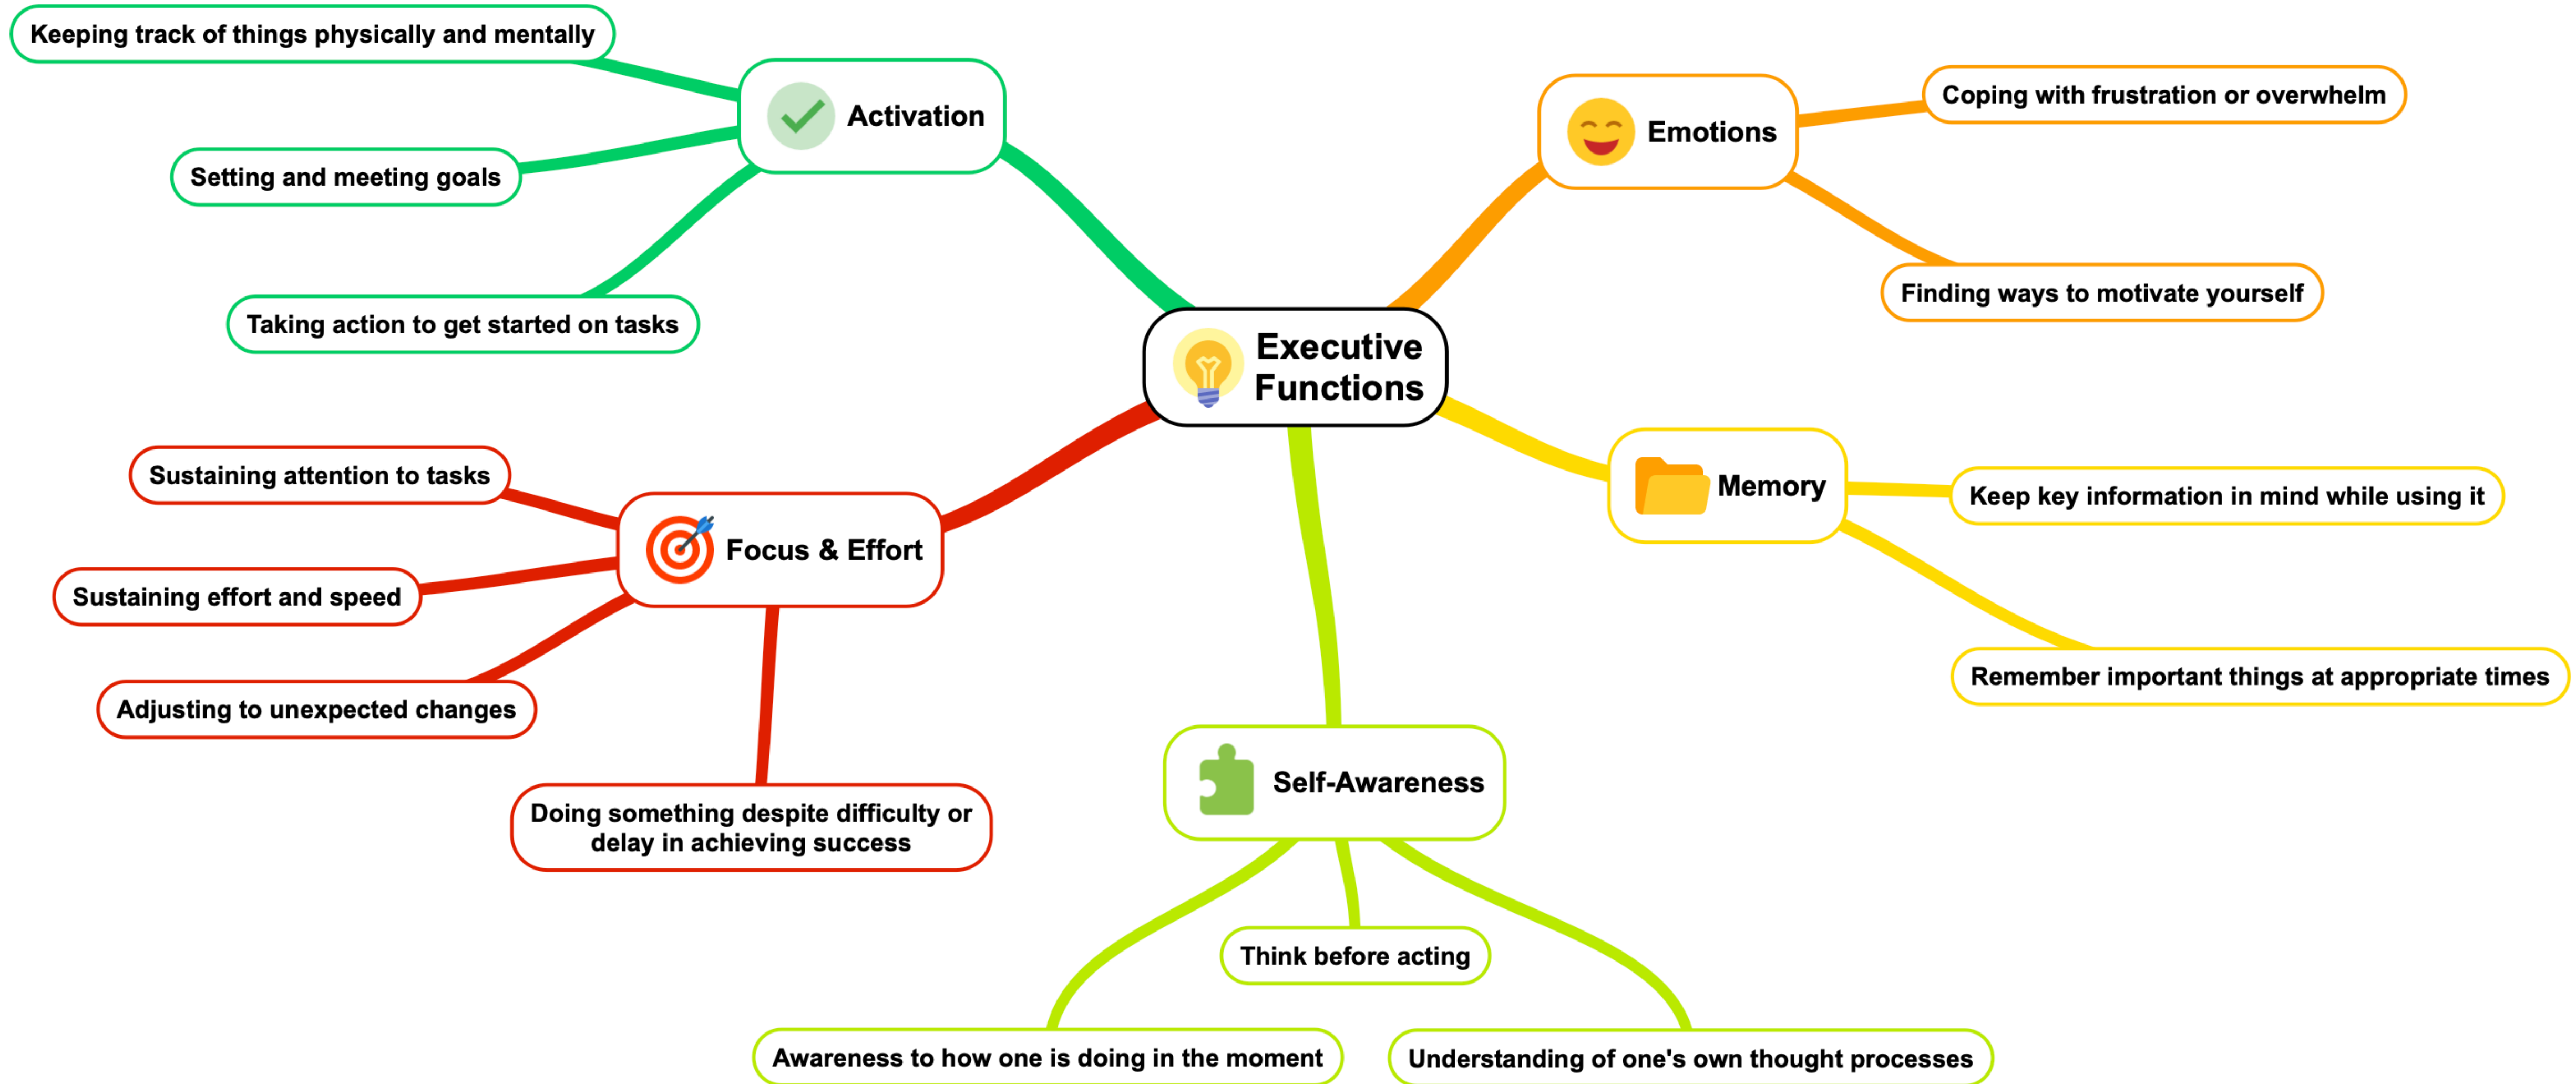 Keeping track of things physically and mentally
Activation
Setting and meeting goals
Taking action to get started on tasks
Emotions
Coping with frustration or overwhelm
Finding ways to motivate yourself
Executive
Functions
Sustaining attention to tasks
Focus & Effort
Sustaining effort and speed
Adjusting to unexpected changes
Doing something despite difficulty or
delay in achieving success
Memory
Keep key information in mind while using it
Remember important things at appropriate times
Self-Awareness
Think before acting
Awareness to how one is doing in the moment
Understanding of one's own thought processes